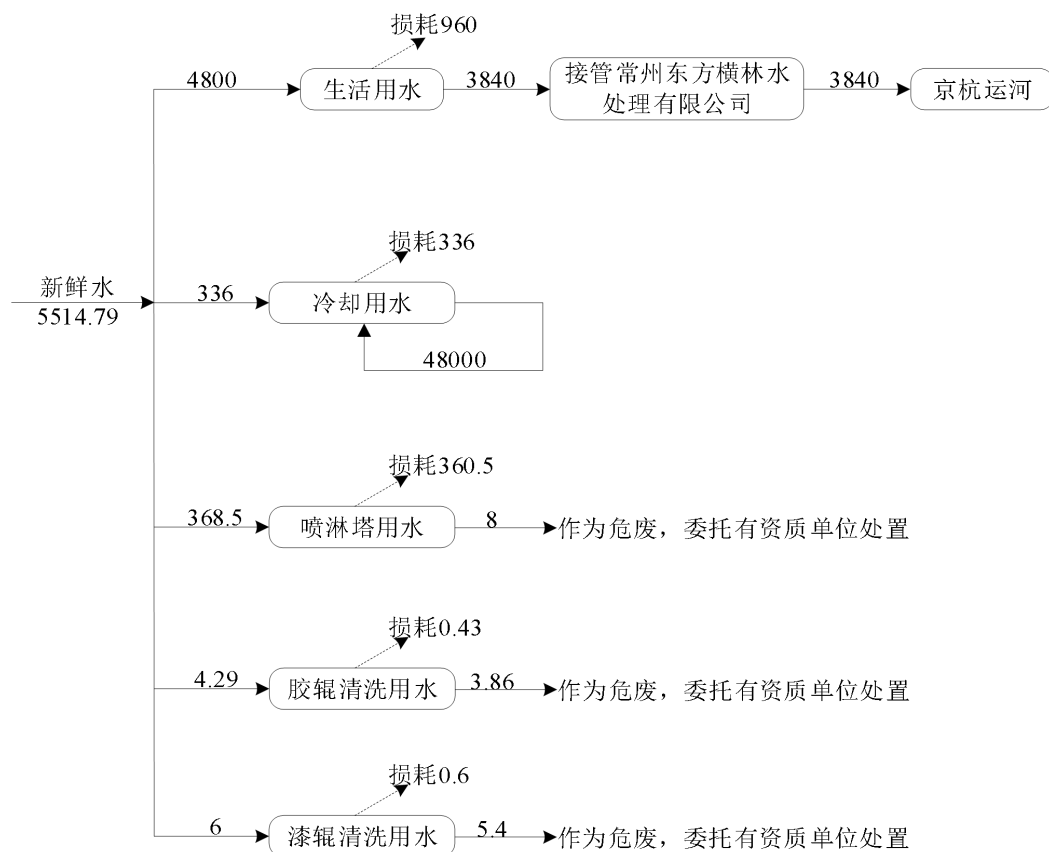 损耗960
4800
生活用水
3840
接管常州东方横林水
处理有限公司
3840
京杭运河
损耗336
新鲜水
5514.79
336
冷却用水
48000
损耗360.5
368.5
喷淋塔用水
8
作为危废，委托有资质单位处置
损耗0.43
4.29
胶辊清洗用水
3.86
作为危废，委托有资质单位处置
损耗0.6
6
漆辊清洗用水
5.4
作为危废，委托有资质单位处置